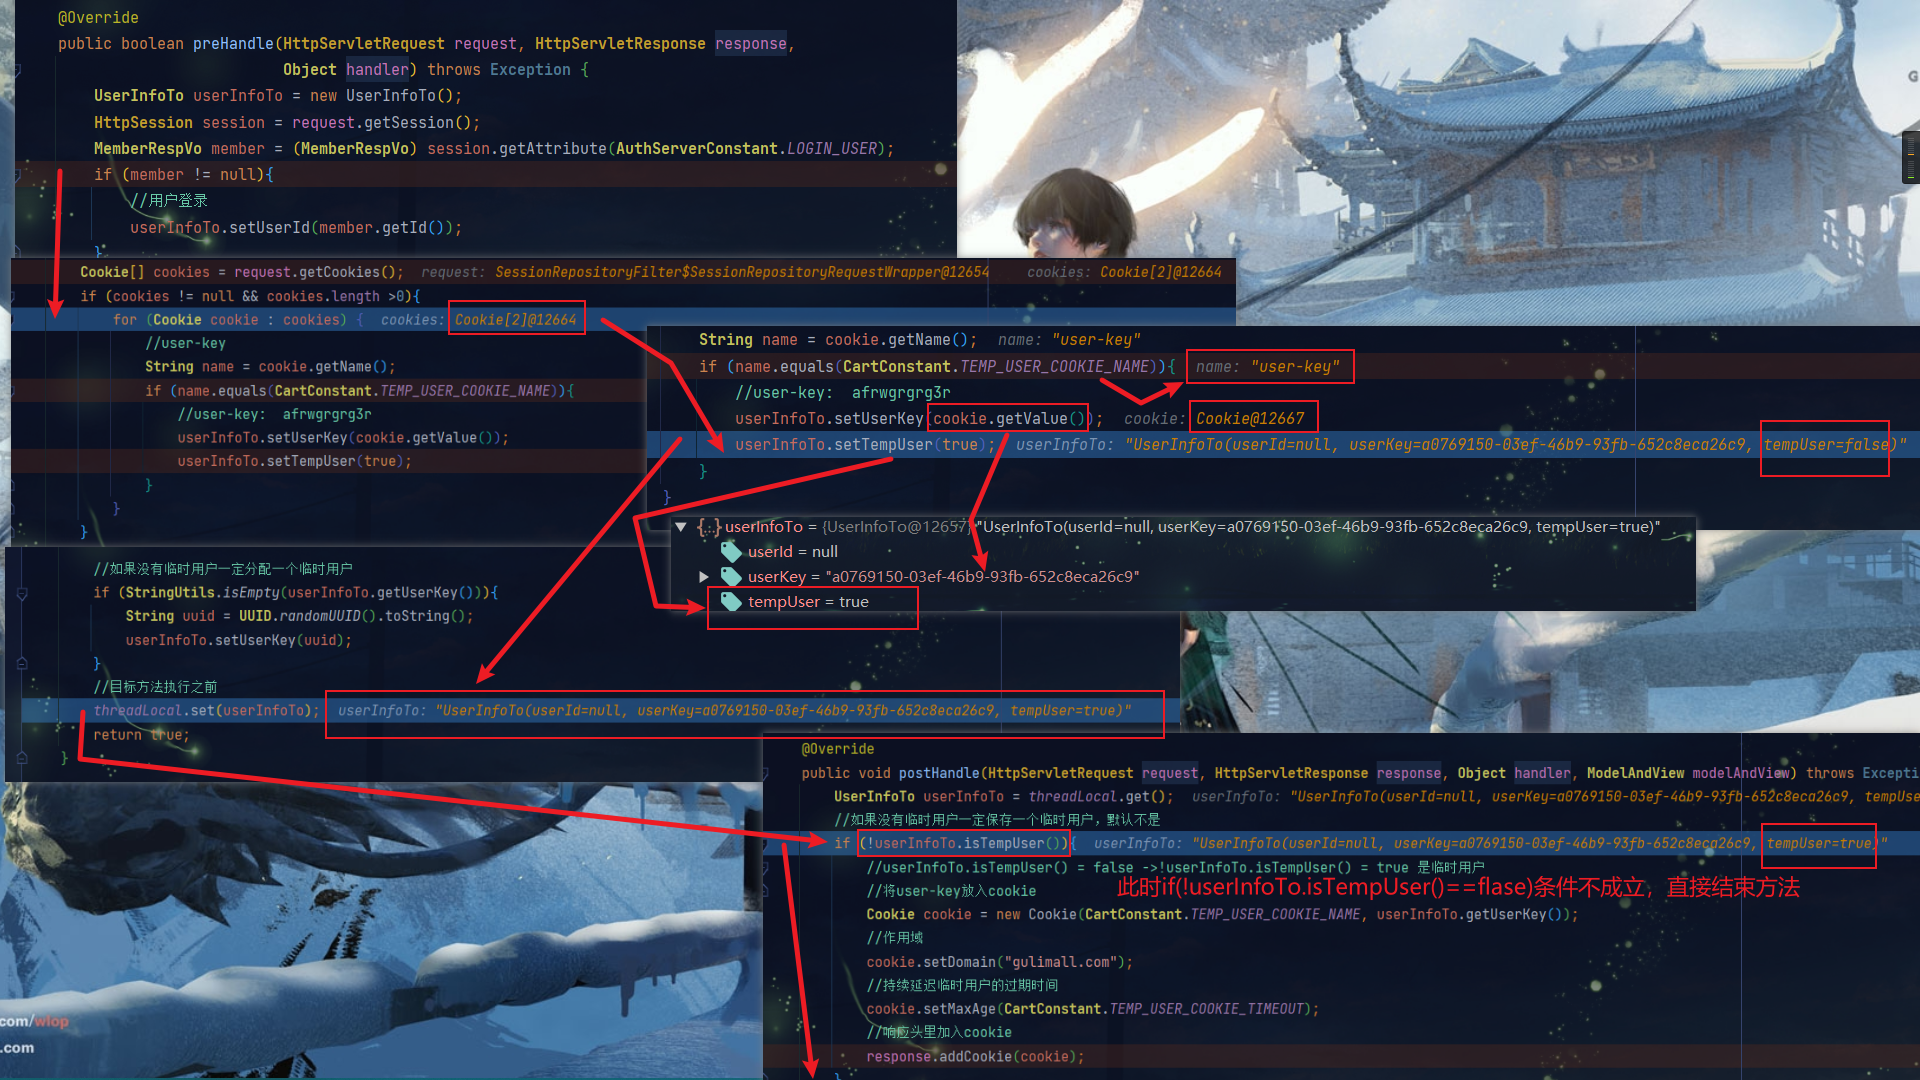 @Override
public boolean preHandle(HttpServletRequest request, HttpServletResponse response,
Object handler) throws Exception {
UserInfoTo userInfoTo = new UserInfoTo();
HttpSession session = request.getSession();
MemberRespVo member = (MemberRespVo) session.getAttribute(AuthServerConstant.LOGIN_USER);
if (member != null){
//用户登录
userInfoTo.setUserId(member.getId());
}
Cookie[] cookies = request.getCookies(); request: SessionRepositoryFilter$SessionRepositoryRequestWrapper@12654 cookies: Cookie[2]@12664
if (cookies != null && cookies.length >0){
for (Cookie cookie : cookies) { cookies: Cookie[2]@12664
//user-key
String name = cookie.getName();
if (name.equals(CartConstant.TEMP_USER_COOKIE_NAME)){
//user-key: afrwgrgrg3r
userInfoTo.setUserKey(cookie.getValue());
userInfoTo.setTempUser(true);
}
}
}
String name = cookie.getName(); name: "user-key"
if (name.equals(CartConstant.TEMP_USER_COOKIE_NAME)){ name: "user-key"
//user-key: afrwgrgrg3r
userInfoTo.setUserKey(cookie.getValue()); cookie: Cookie@12667
userInfoTo.setTempUser(true); userInfoTo: "UserInfoTo(userId=null, userKey=a0769150-03ef-46b9-93fb-652c8eca26c9, tempUser=false)"
}
}
userInfoTo = {UserInfoTo@12657} "UserInfoTo(userId=null, userKey=a0769150-03ef-46b9-93fb-652c8eca26c9, tempUser=true)"
userId = null
userKey = "a0769150-03ef-46b9-93fb-652c8eca26c9"
tempUser = true
//如果没有临时用户一定分配一个临时用户
if (StringUtils.isEmpty(userInfoTo.getUserKey())){
String uuid = UUID.randomUUID().toString();
userInfoTo.setUserKey(uuid);
}
//目标方法执行之前
threadLocal.set(userInfoTo); userInfoTo: "UserInfoTo(userId=null, userKey=a0769150-03ef-46b9-93fb-652c8eca26c9, tempUser=true)"
return true;
}
@Override
public void postHandle(HttpServletRequest request, HttpServletResponse response, Object handler, ModelAndView modelAndView) throws Excepti
UserInfoTo userInfoTo = threadLocal.get(); userInfoTo: "UserInfoTo(userId=null, userKey=a0769150-03ef-46b9-93fb-652c8eca26c9, tempUse
//如果没有临时用户一定保存一个临时用户，默认不是
if (!userInfoTo.isTempUser()){ userInfoTo: "UserInfoTo(userId=null, userKey=a0769150-03ef-46b9-93fb-652c8eca26c9, tempUser=true)"
//userInfoTo.isTempUser() = false ->!userInfoTo.isTempUser() = true 是临时用户
//将user-key放入cookie
此时if(!userInfoTo.isTempUser()==flase)条件不成立，直接结束方法
Cookie cookie = new Cookie(CartConstant.TEMP_USER_COOKIE_NAME, userInfoTo.getUserKey());
//作用域
cookie.setDomain("gulimall.com");
//持续延迟临时用户的过期时间
cookie.setMaxAge(CartConstant.TEMP_USER_COOKIE_TIMEOUT);
//响应头里加入cookie
response.addCookie(cookie);
}
com/wlop
.com
G